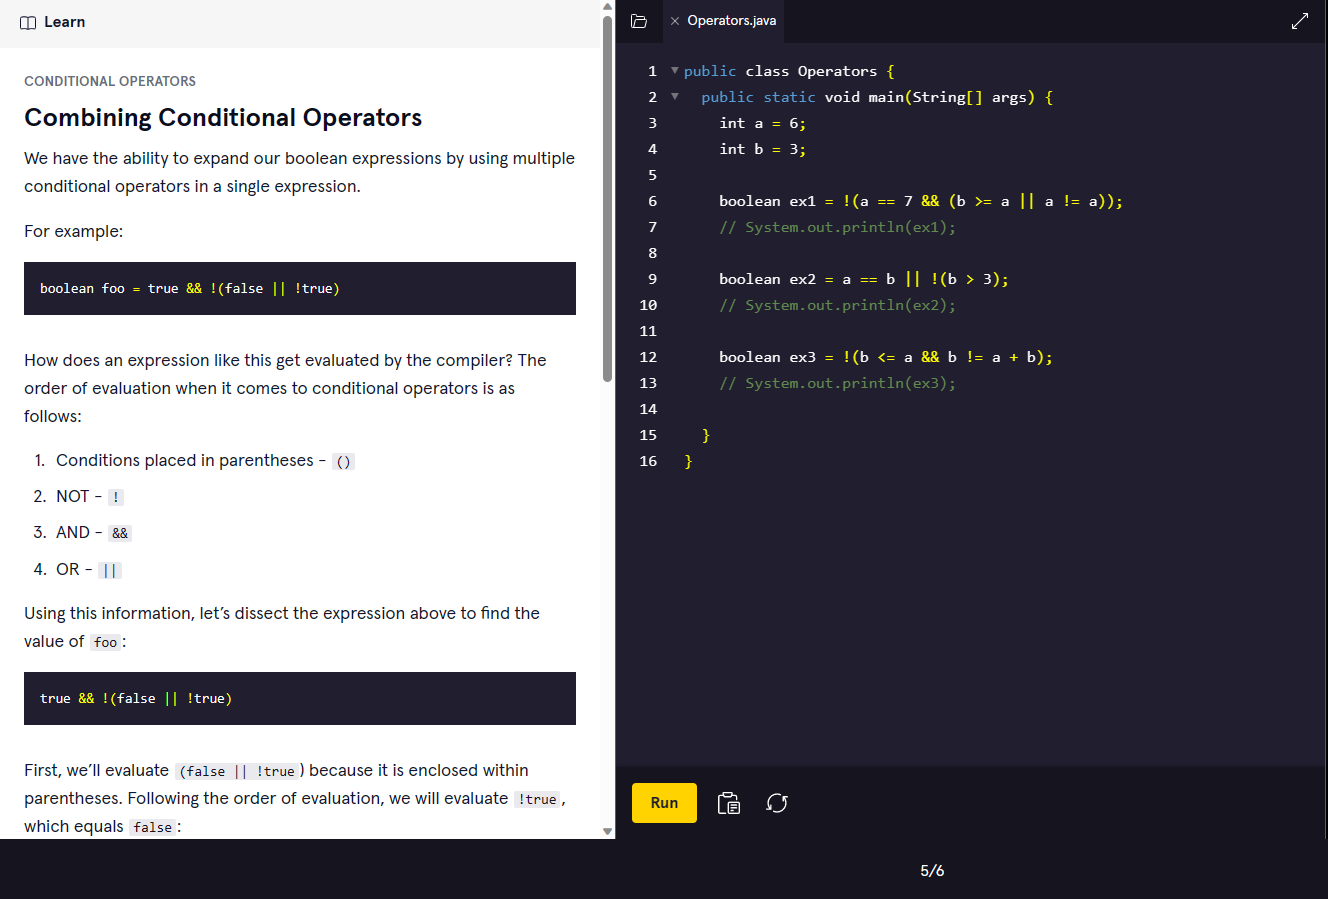 Learn
CONDITIONAL OPERATORS
Combining Conditional Operators
We have the ability to expand our boolean expressions by using multiple
conditional operators in a single expression.
For example:
boolean foo = true && !(false || !true)
How does an expression like this get evaluated by the compiler? The
order of evaluation when it comes to conditional operators is as
follows:
1. Conditions placed in parentheses - ()
2. NOT - !
3. AND - &&
4. OR - ||
Using this information, let’s dissect the expression above to find the
value of foo:
true && !(false || !true)
First, we’ll evaluate (false || !true) because it is enclosed within
parentheses. Following the order of evaluation, we will evaluate !true,
which equals false:
Operators.java
1 public class Operators {
2 public static void main(String[] args) {
3 int a = 6;
4 int b = 3;
5
6 boolean ex1 = !(a == 7 && (b >= a || a != a));
7 // System.out.println(ex1);
8
9 boolean ex2 = a == b || !(b > 3);
10 // System.out.println(ex2);
11
12 boolean ex3 = !(b <= a && b != a + b);
13 // System.out.println(ex3);
14
15 }
16 }
Run
5/6